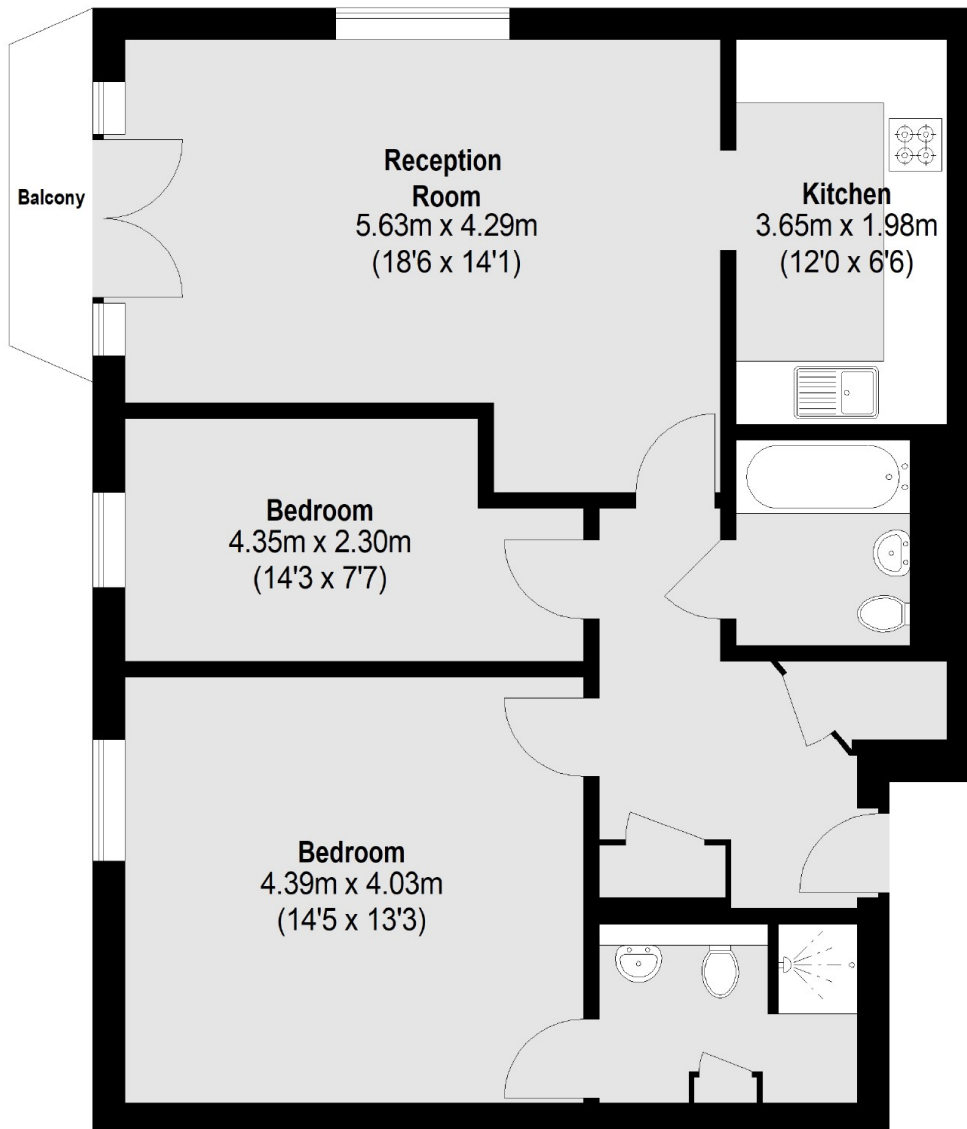 Balcony
Reception
Room
5.63m x 4.29m
(18'6 x 14'1)
Kitchen
3.65m x 1.98m
(12'0 x 6'6)
Bedroom
4.35m x 2.30m
(14'3 x 7'7)
Bedroom
4.39m x 4.03m
(14'5 x 13'3)